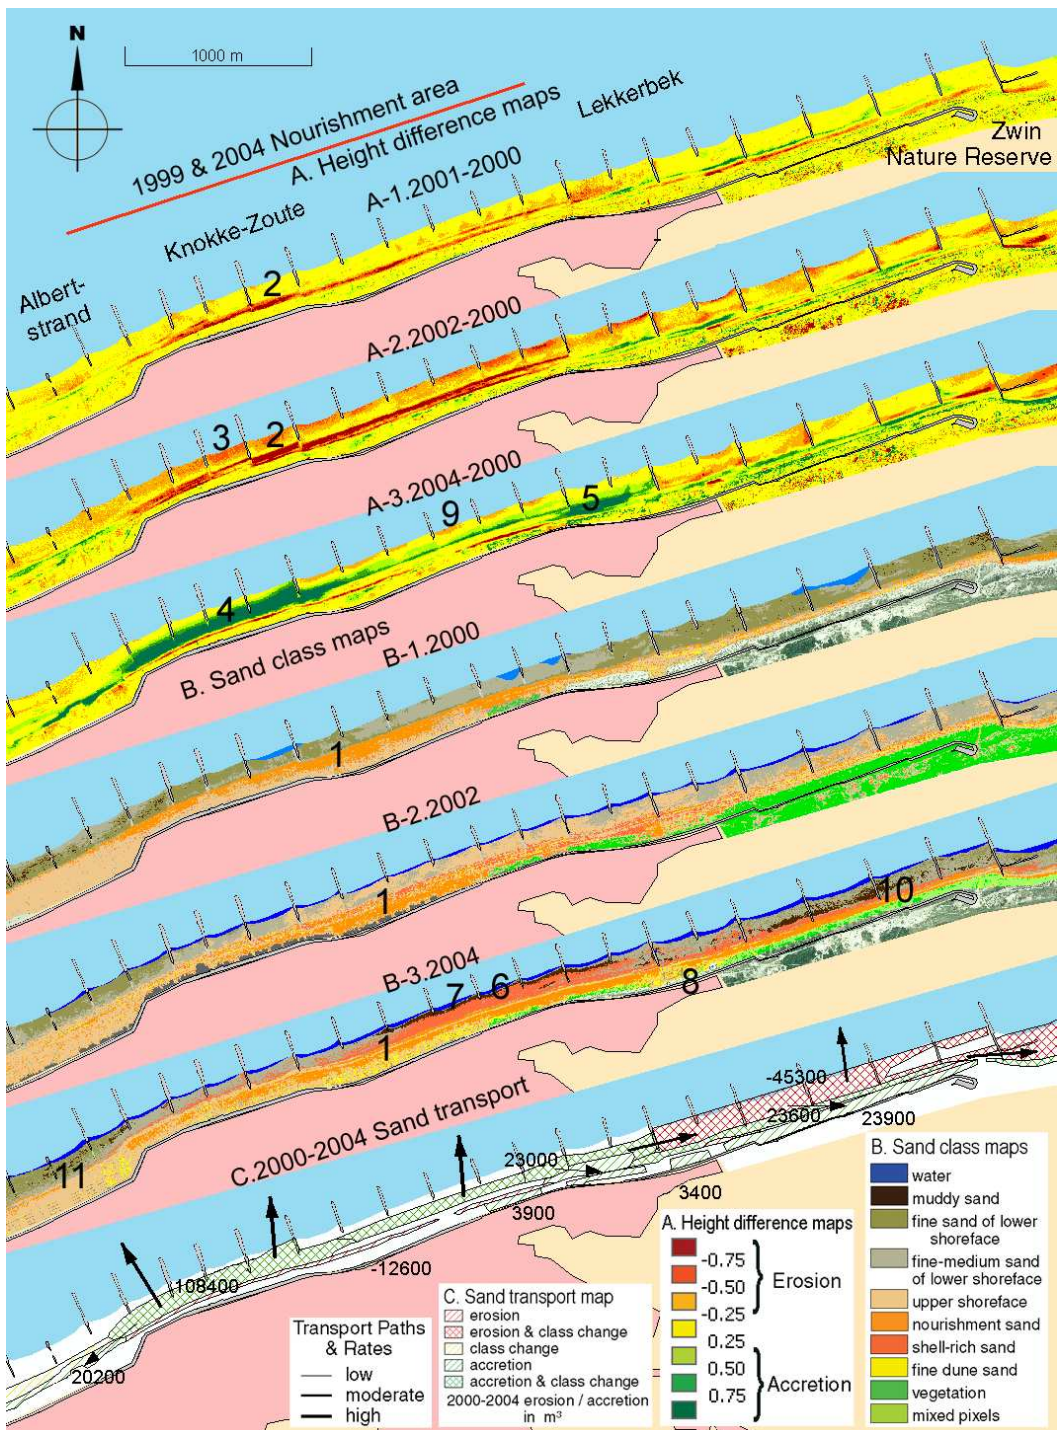 N
1000 m
1999 & 2004 Nourishment area
A. Height difference maps
Lekkerbek
Zwin
Nature Reserve
A-1.2001-2000
Knokke-Zoute
Albert-
strand
2
A-2.2002-2000
3
2
A-3.2004-2000
9
5
4
B. Sand class maps
B-1.2000
1
B-2.2002
1
10
B-3.2004
7
6
8
1
11
C.2000-2004 Sand transport
-45300
23600
23900
23000
3400
3900
-12600
108400
20200
Transport Paths
& Rates
low
moderate
high
C. Sand transport map
erosion
erosion & class change
class change
accretion
accretion & class change
2000-2004 erosion / accretion
in m³
A. Height difference maps
-0.75
-0.50
-0.25
0.25
0.50
0.75
Erosion
Accretion
B. Sand class maps
water
muddy sand
fine sand of lower
shoreface
fine-medium sand
of lower shoreface
upper shoreface
nourishment sand
shell-rich sand
fine dune sand
vegetation
mixed pixels